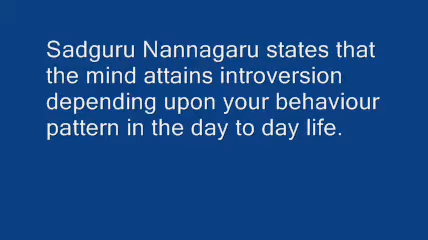 Sadguru Nannagaru states that
the mind attains introversion
depending upon your behaviour
pattern in the day to day life.